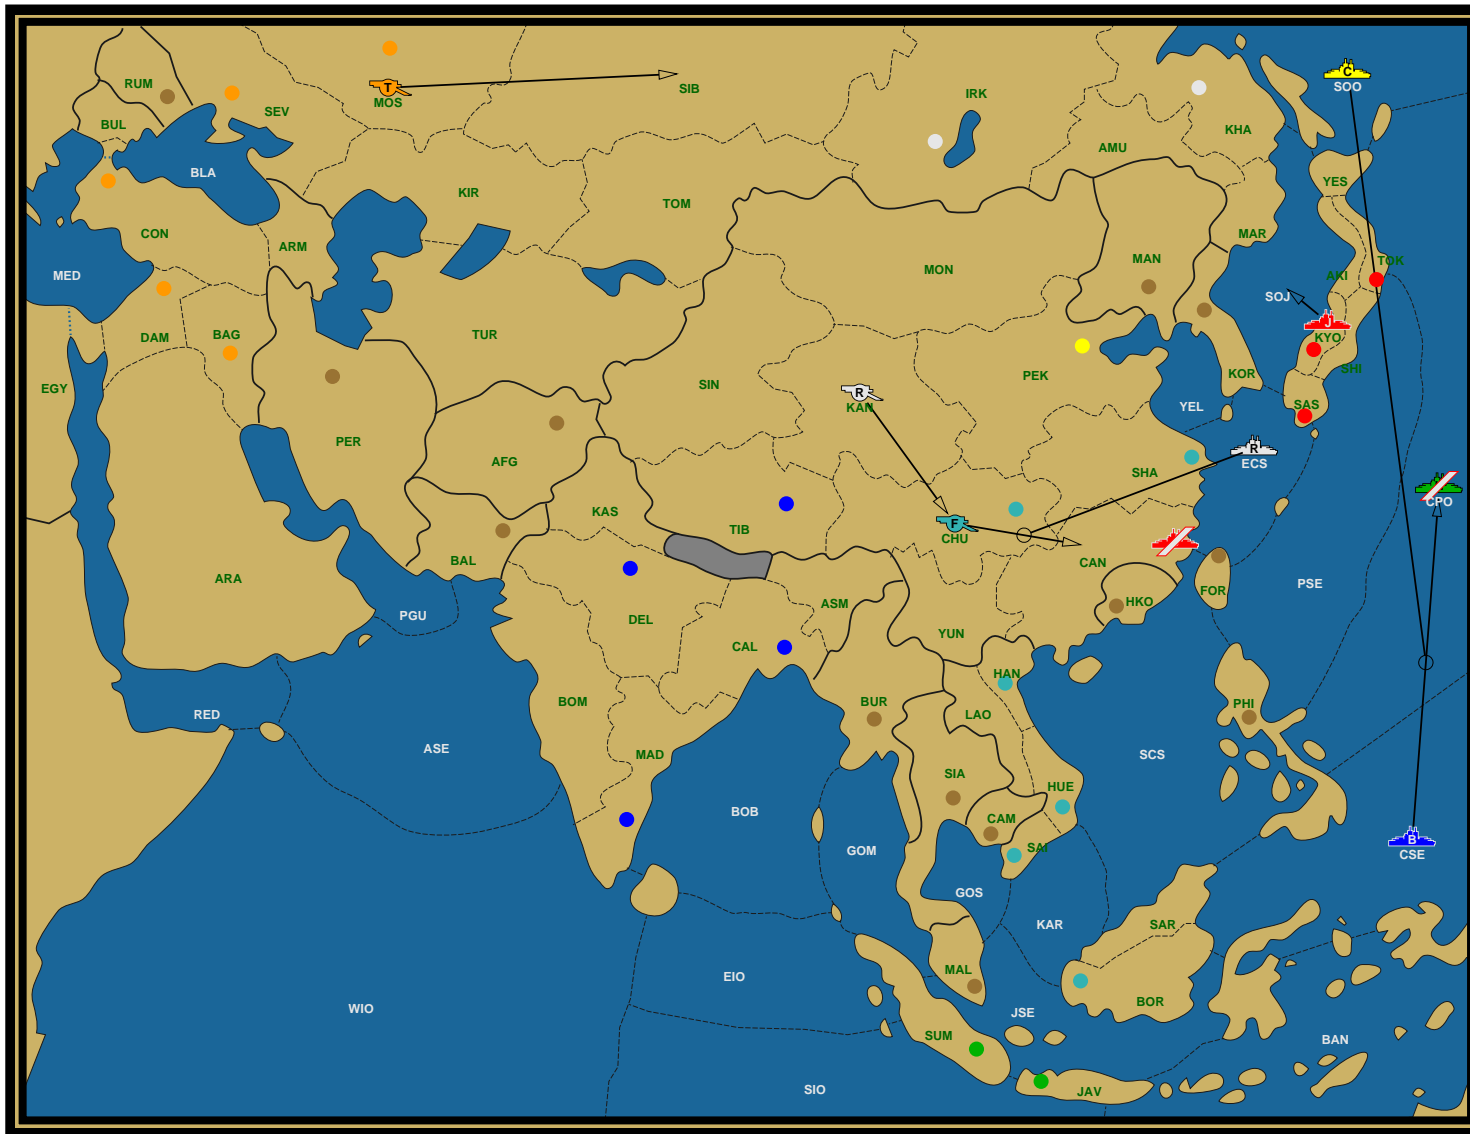 C
SOO
RUM
T
MOS
SIB
IRK
SEV
BUL
KHA
AMU
BLA
YES
KIR
TOM
CON
ARM
MAR
MED
MON
MAN
TOK
AKI
SOJ
J
DAM
BAG
TUR
KYO
SHI
EGY
SIN
PEK
KOR
R
KAN
YEL
SAS
PER
AFG
SHA
R
ECS
CPO
KAS
F
TIB
CHU
BAL
CAN
ARA
PSE
FOR
PGU
ASM
HKO
DEL
YUN
CAL
HAN
BOM
BUR
PHI
RED
LAO
ASE
MAD
SCS
SIA
HUE
BOB
CAM
B
GOM
SAI
CSE
GOS
KAR
SAR
MAL
EIO
WIO
BOR
JSE
SUM
BAN
SIO
JAV